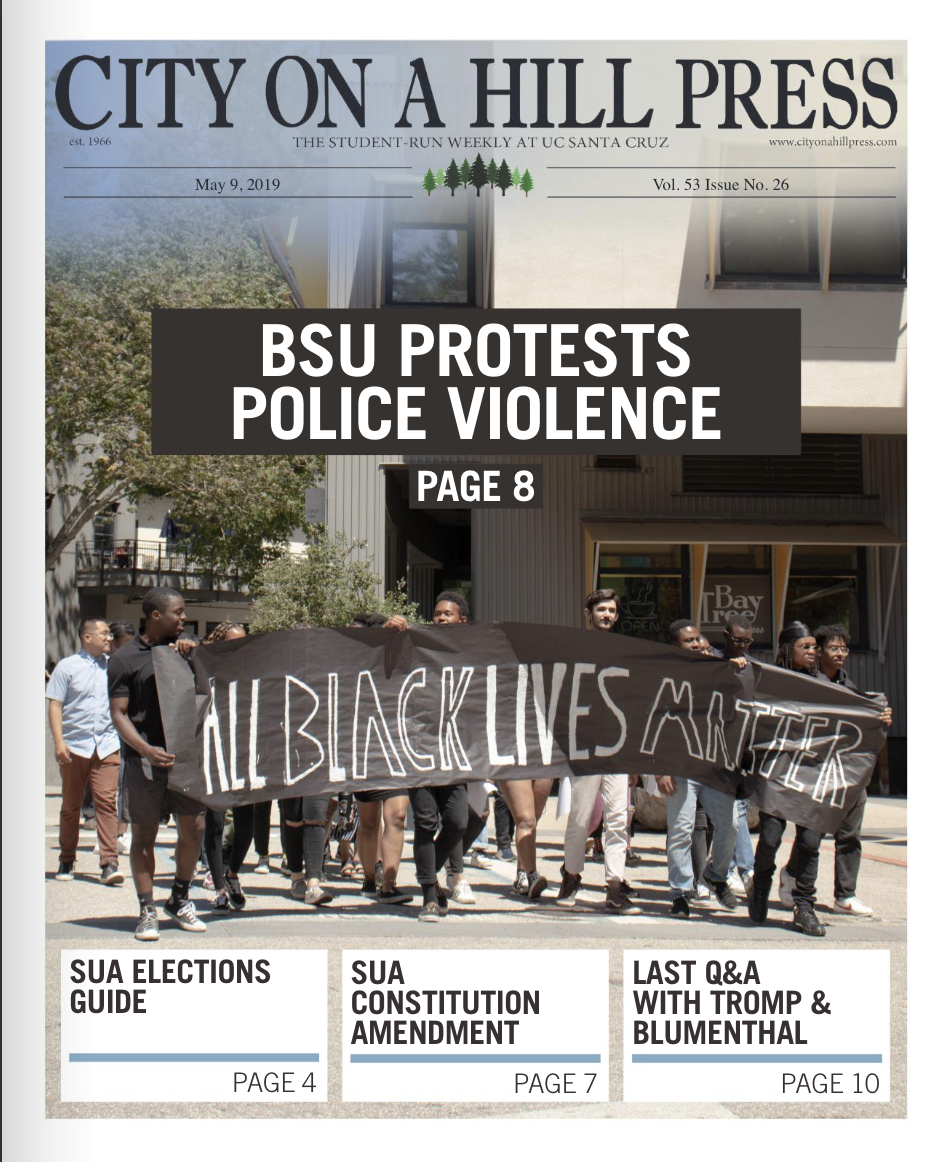 CITY ON A HILL PRESS
est. 1966
THE STUDENT-RUN WEEKLY AT UC SANTA CRUZ
www.cityonahillpress.com
May 9, 2019
Vol. 53 Issue No. 26
BSU PROTESTS
POLICE VIOLENCE
PAGE 8
Bay
Tree
OPEN
ALL BLACK LIVES MATTER
SUA ELECTIONS
GUIDE
PAGE 4
SUA
CONSTITUTION
AMENDMENT
PAGE 7
LAST Q&A
WITH TROMP &
BLUMENTHAL
PAGE 10